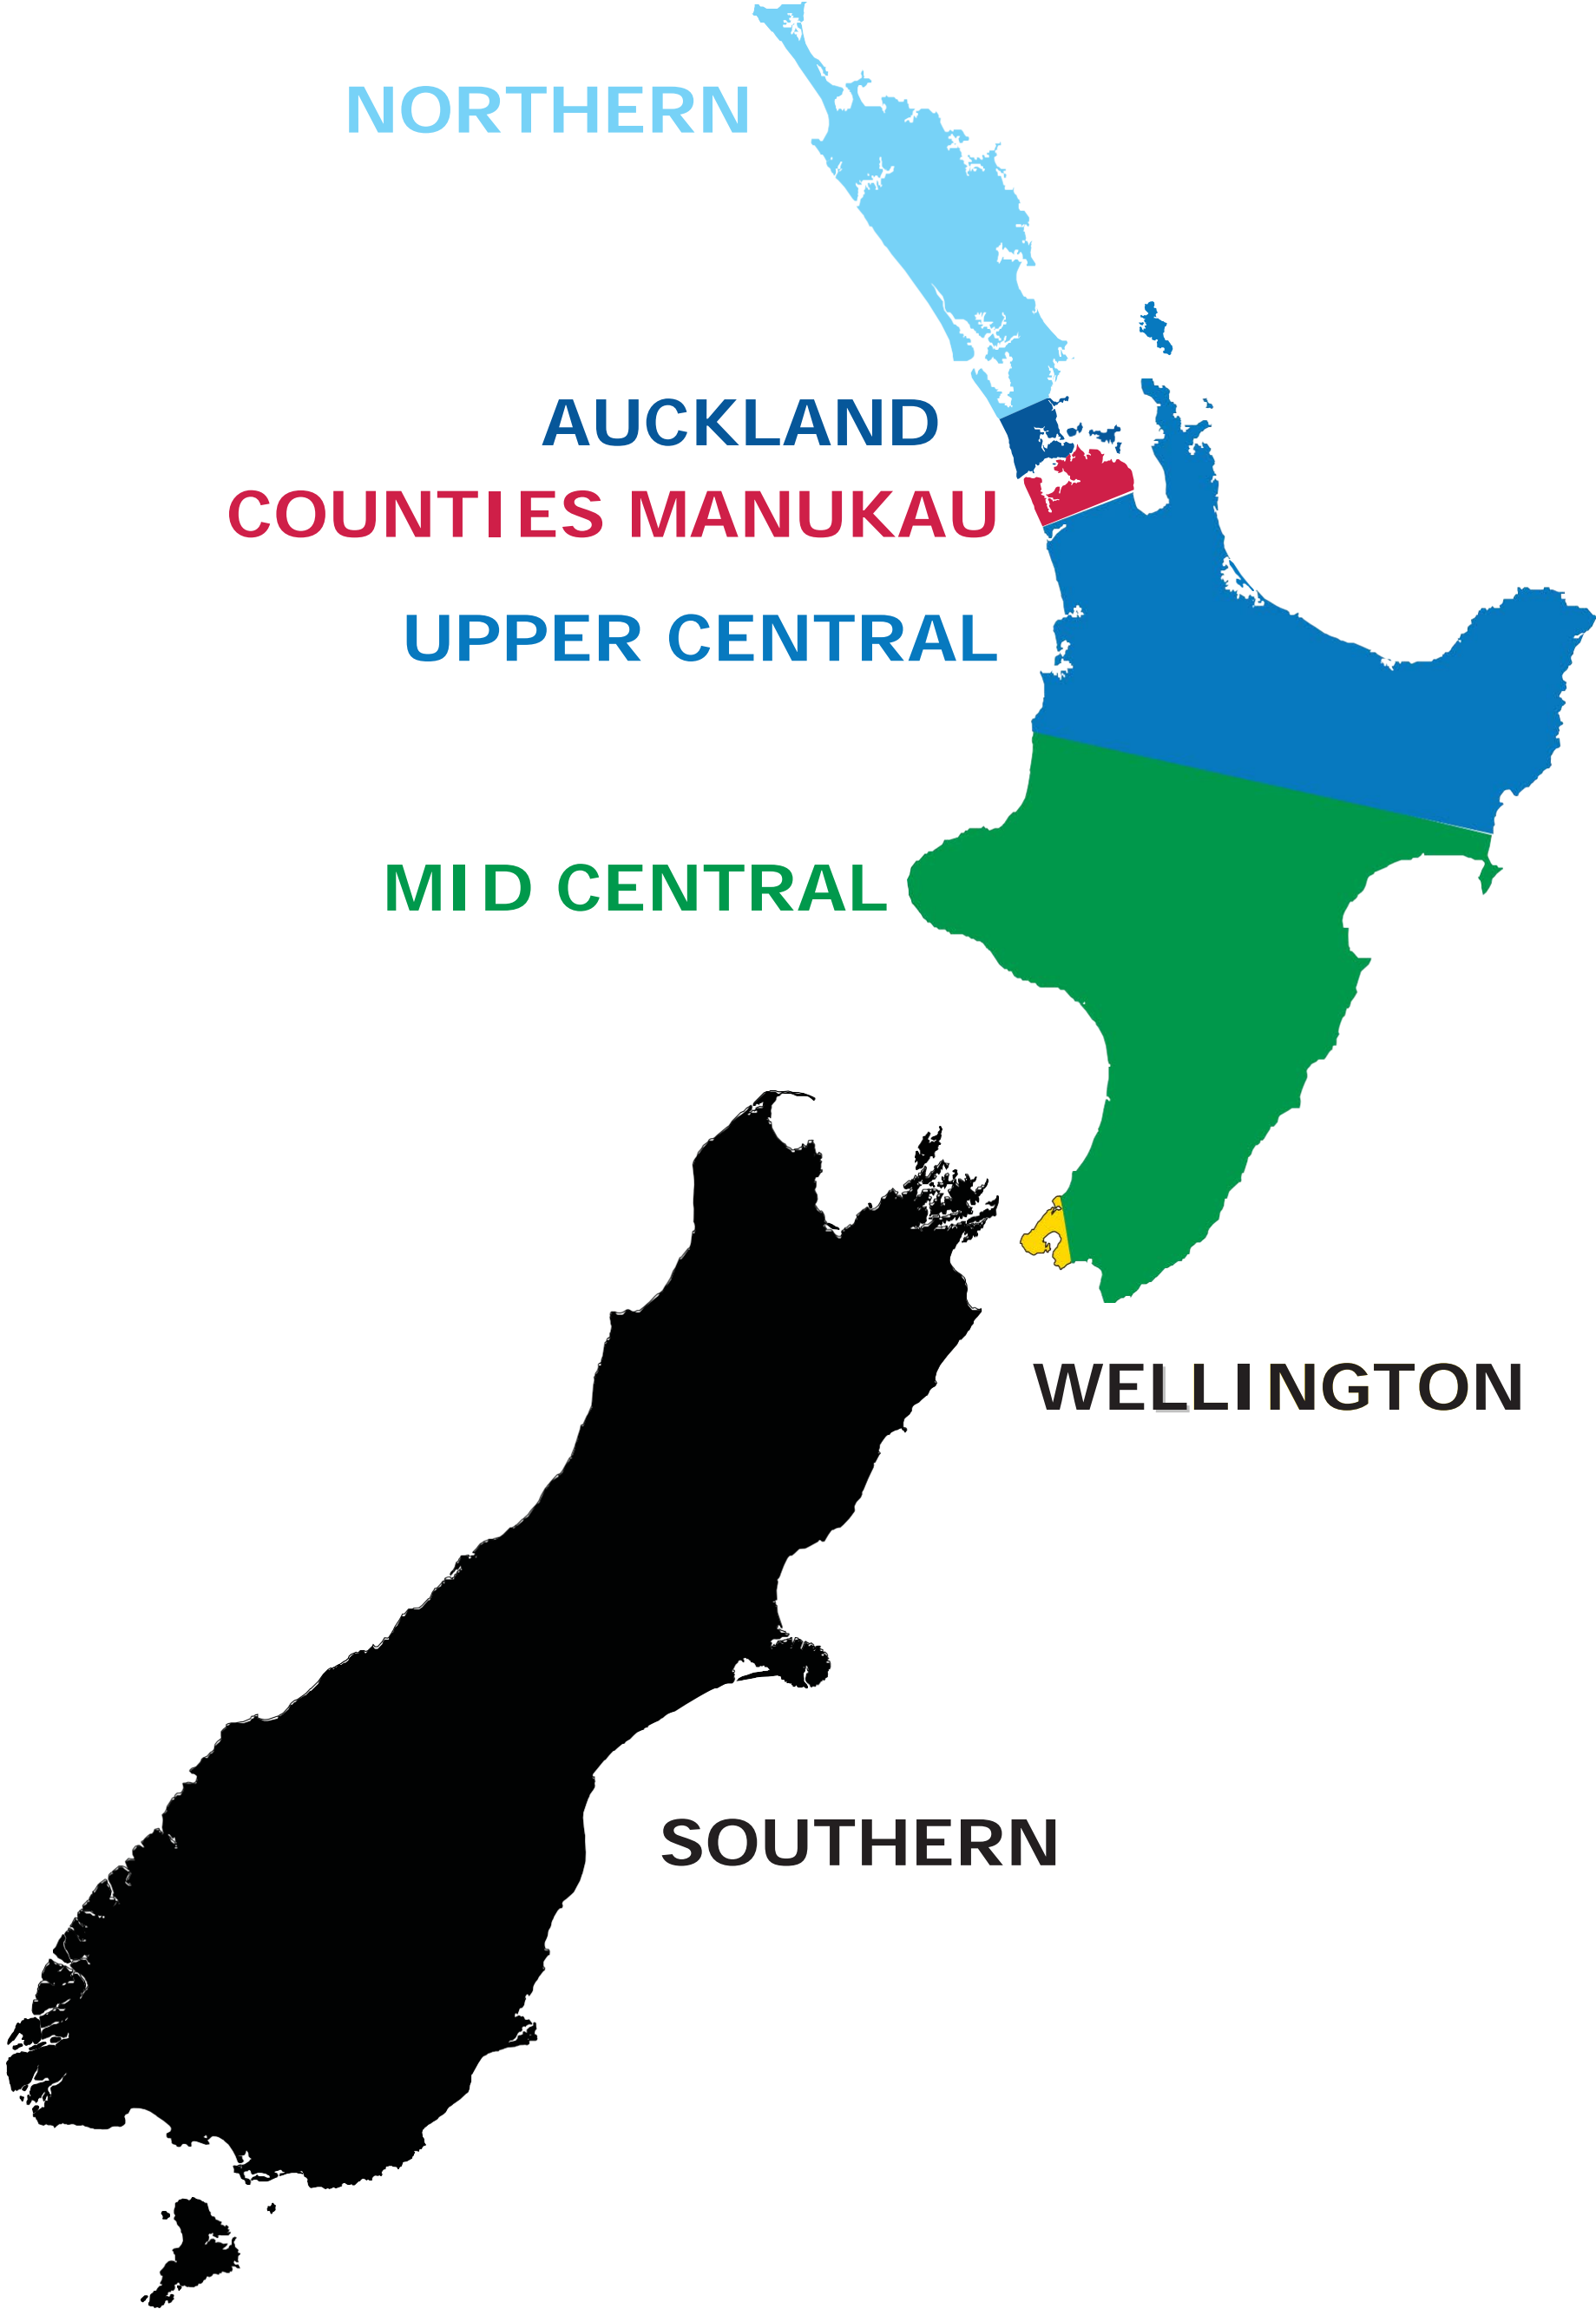 NORTHERN
AUCKLAND
COUNTIES MANUKAU
UPPER CENTRAL
MID CENTRAL
WELLINGTON
SOUTHERN